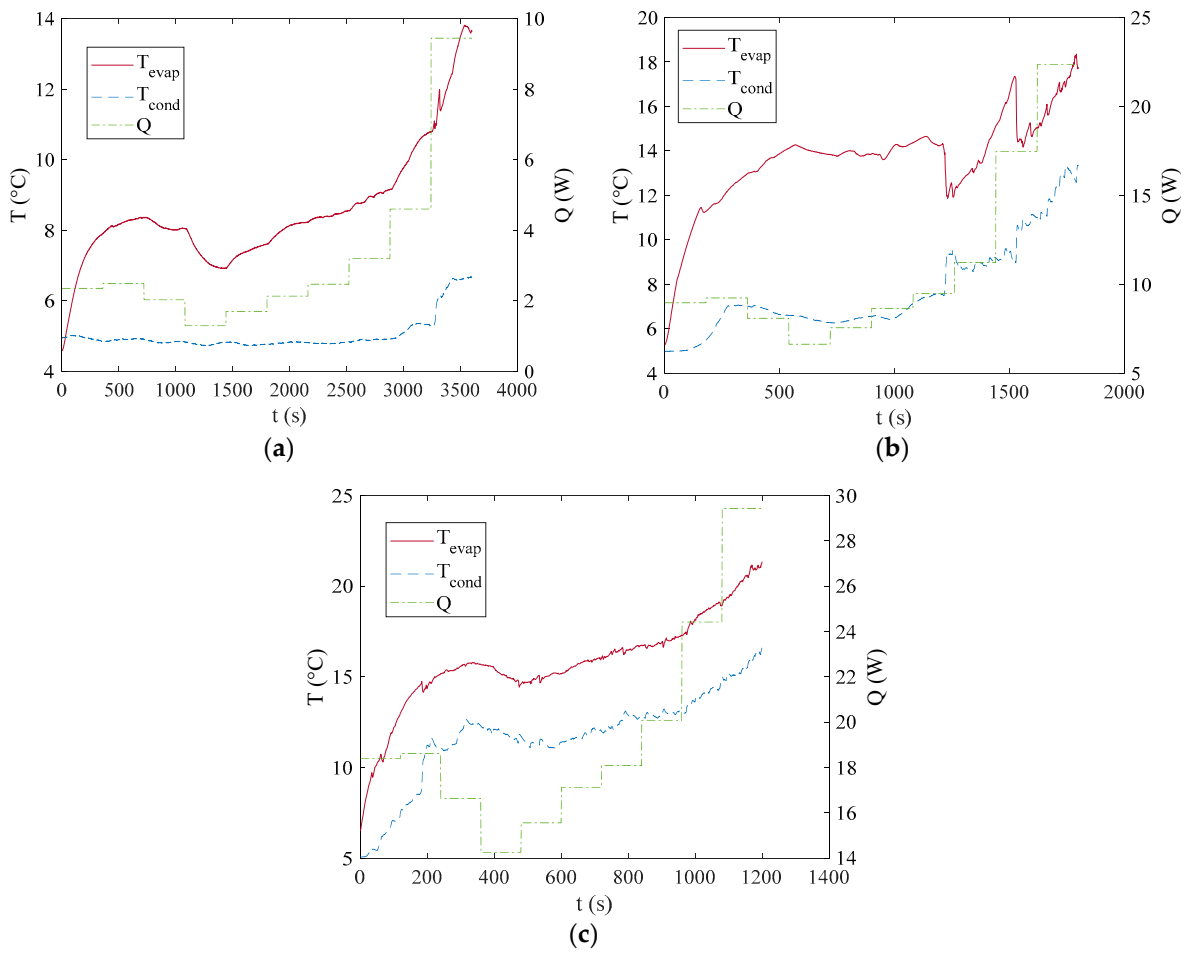 14
12
10
8
6
4
T (°C)
10
8
6
4
2
0
Q (W)
T_evap
T_cond
Q
0 500 1000 1500 2000 2500 3000 3500 4000
t (s)
(a)
20
18
16
14
12
10
8
6
4
T (°C)
25
20
15
10
5
Q (W)
T_evap
T_cond
Q
0 500 1000 1500 2000
t (s)
(b)
25
20
15
10
5
T (°C)
30
28
26
24
22
20
18
16
14
Q (W)
T_evap
T_cond
Q
0 200 400 600 800 1000 1200 1400
t (s)
(c)